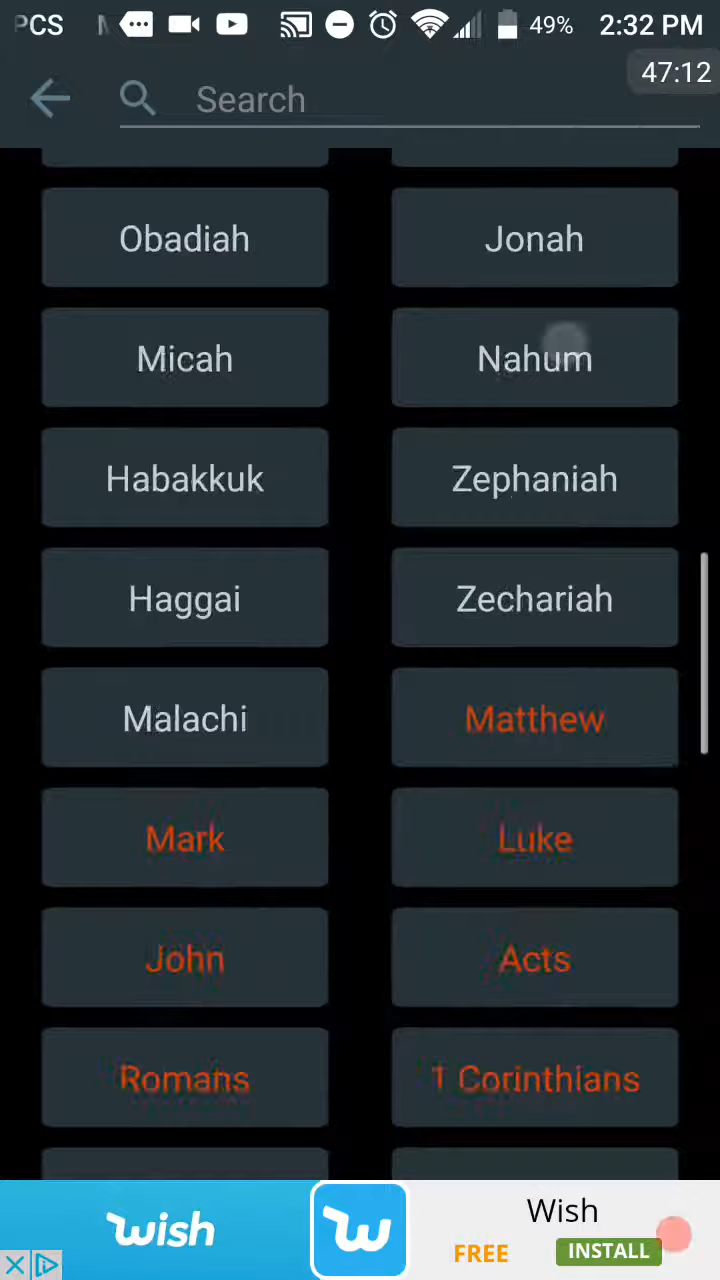 PCS 49% 2:32 PM
47:12
Search
Obadiah Jonah
Micah Nahum
Habakkuk Zephaniah
Haggai Zechariah
Malachi Matthew
Mark Luke
John Acts
Romans 1 Corinthians
wish Wish
FREE INSTALL